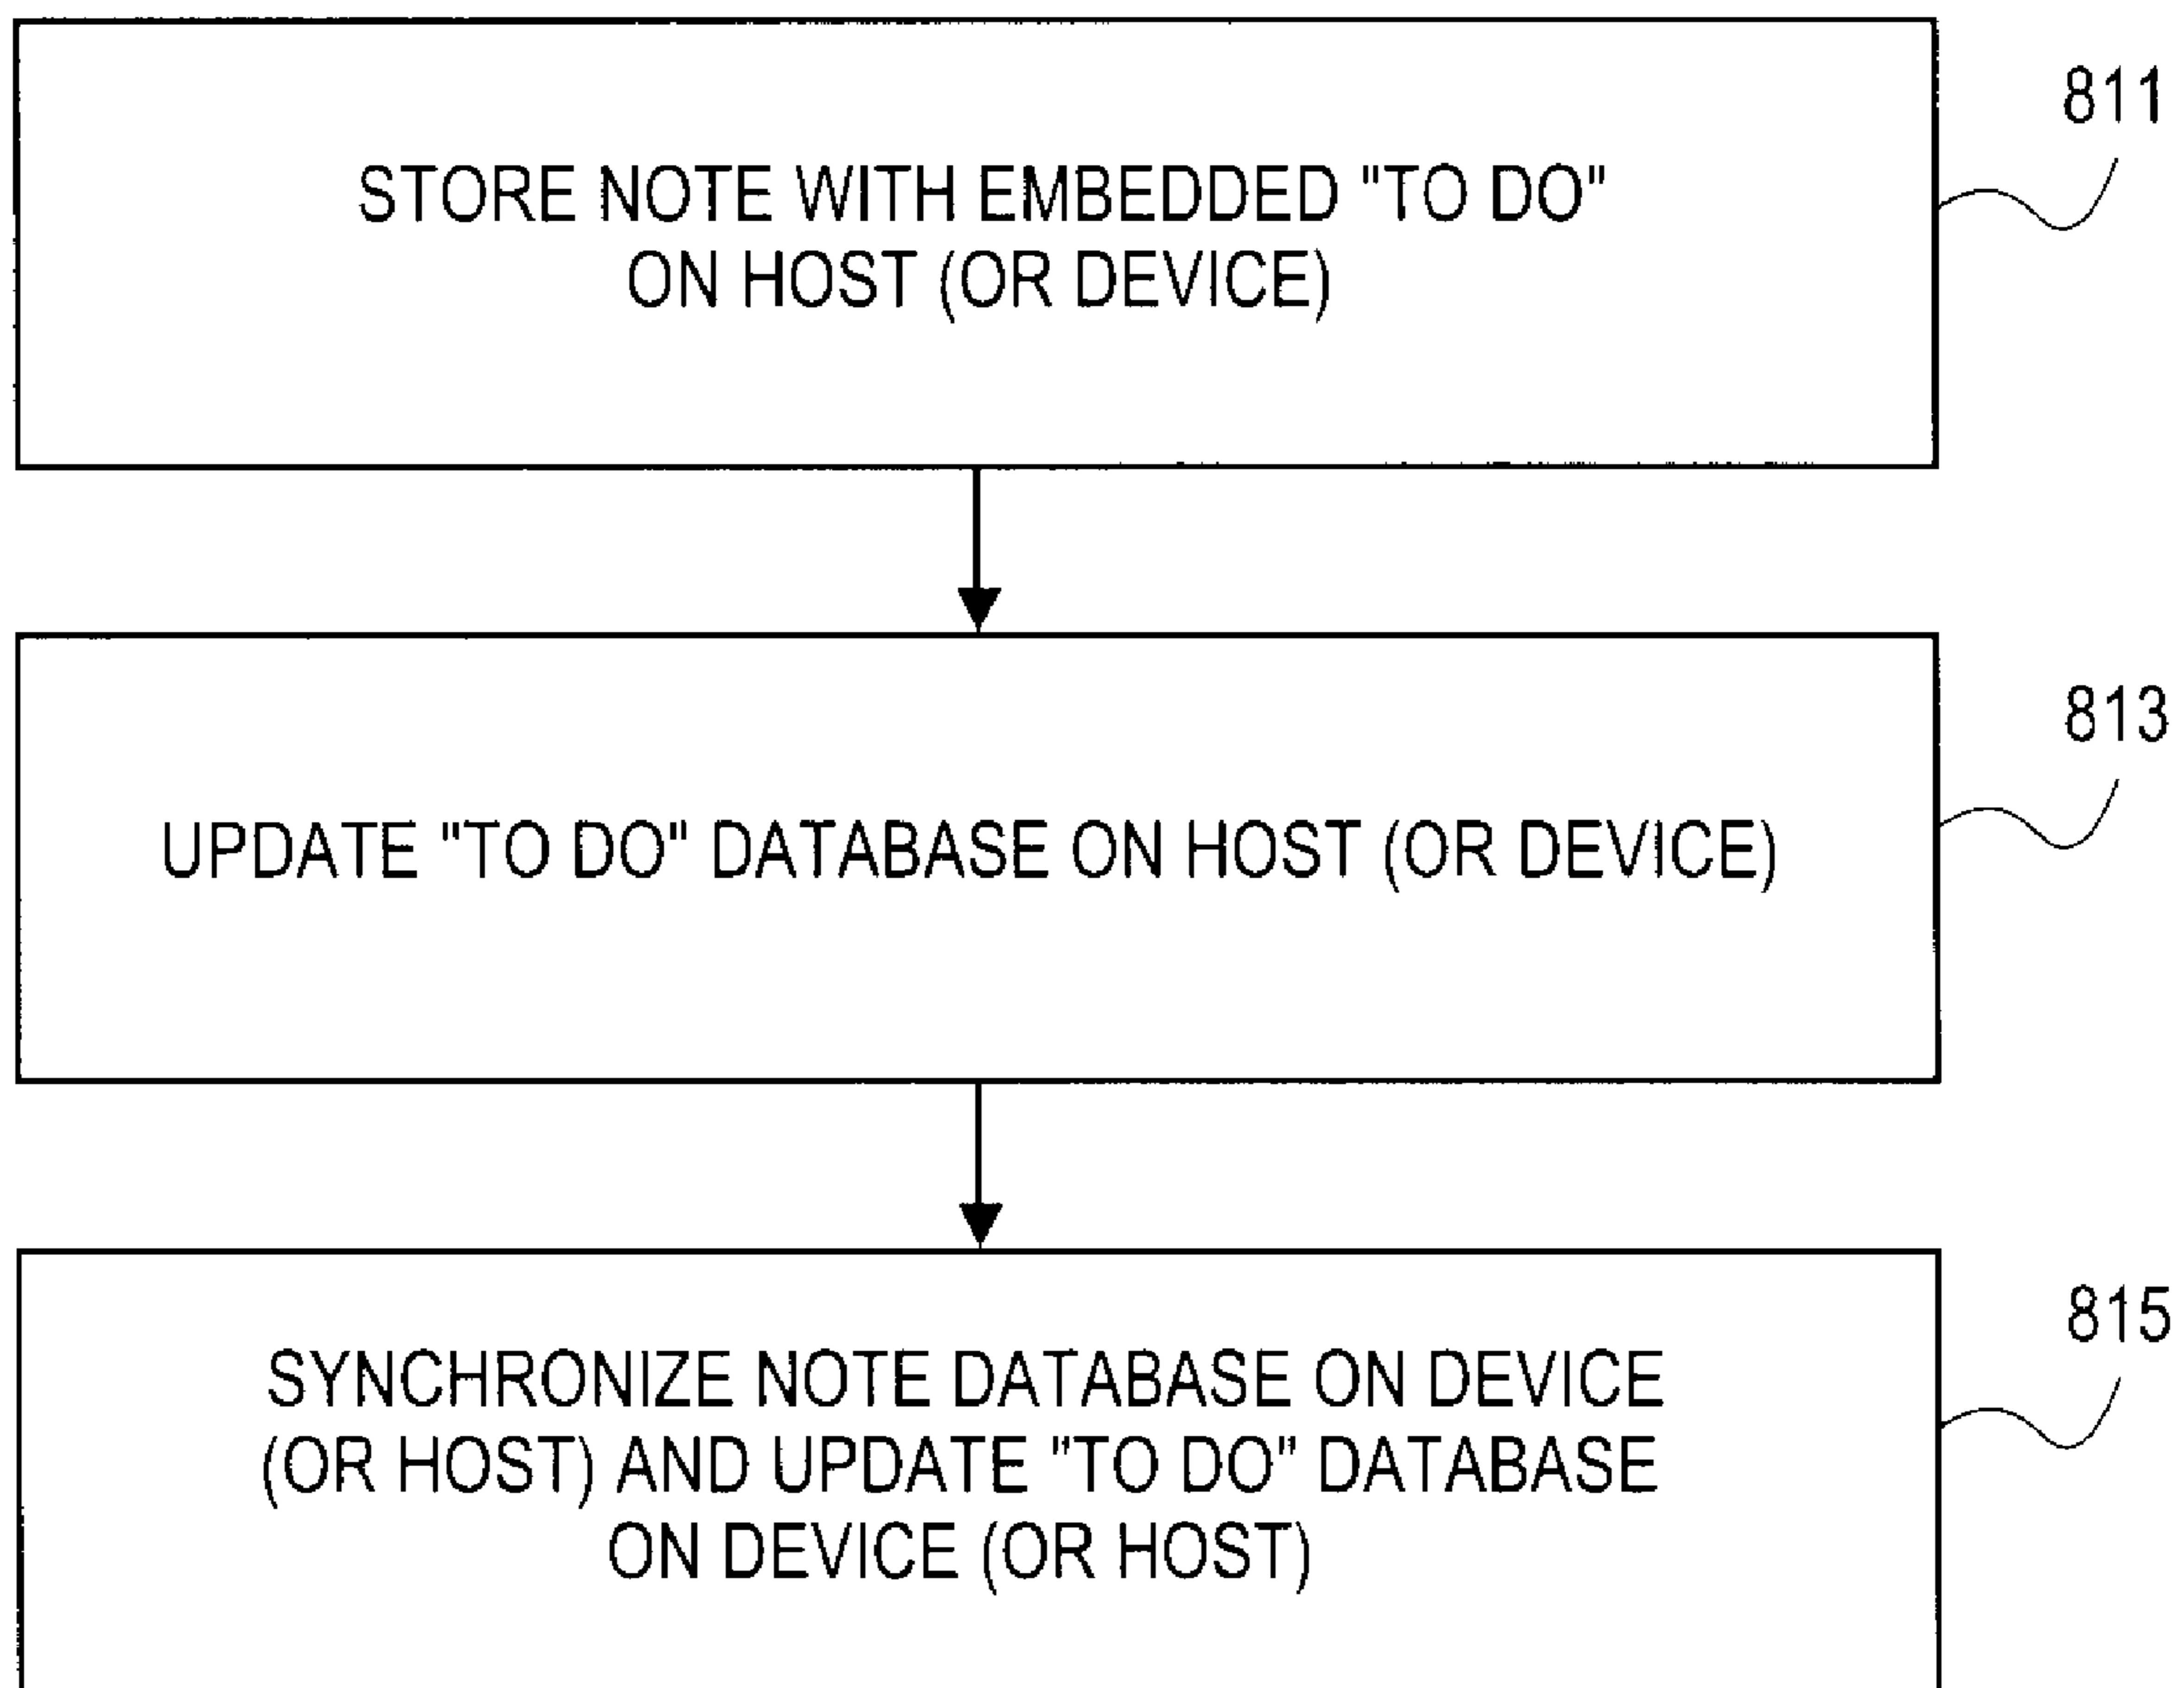 811
STORE NOTE WITH EMBEDDED "TO DO"
ON HOST (OR DEVICE)
813
UPDATE "TO DO" DATABASE ON HOST (OR DEVICE)
815
SYNCHRONIZE NOTE DATABASE ON DEVICE
(OR HOST) AND UPDATE "TO DO" DATABASE
ON DEVICE (OR HOST)